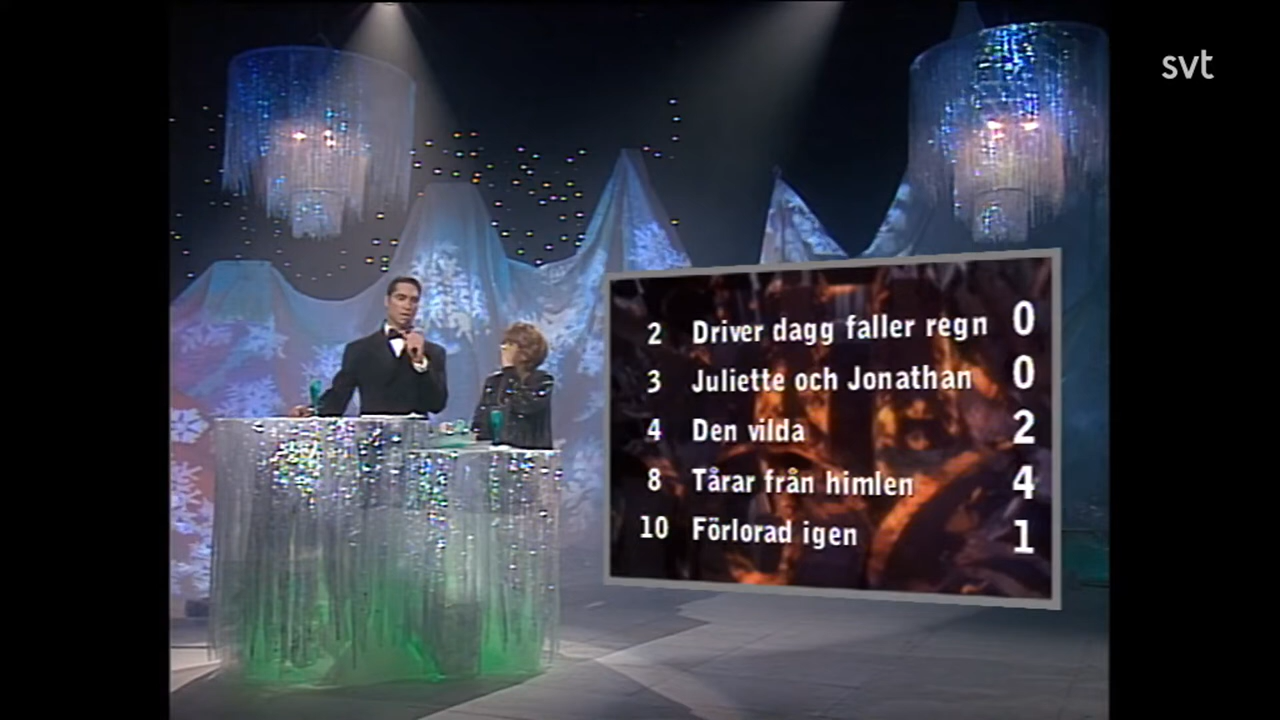 svt
2 Driver dagg faller regn 0
3 Juliette och Jonathan 0
4 Den vilda 2
8 Tårar från himlen 4
10 Förlorad igen 1